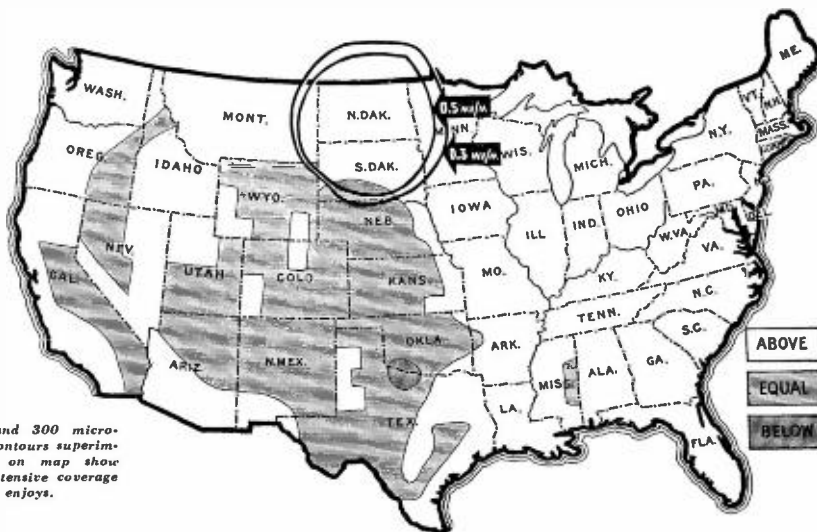 ME.
WASH.
MONT.
N.DAK.
0.5 mv/m
VT.
N.H.
OREG.
IDAHO
S.DAK.
0.3 mv/m
WIS.
MICH.
N.Y.
MASS.
WYO.
IOWA
PA.
NEB.
NEV.
UTAH
COLO.
ILL
IND.
OHIO
W.VA.
VA.
CAL.
KANS.
MO.
KY.
N.C.
TENN.
ARIZ.
N.MEX.
OKLA.
ARK.
S.C.
MISS.
ALA.
GA.
TEX.
LA.
FLA.
ABOVE
EQUAL
BELOW
and 300 micro-
contours superim-
on map show
tensive coverage
enjoys.